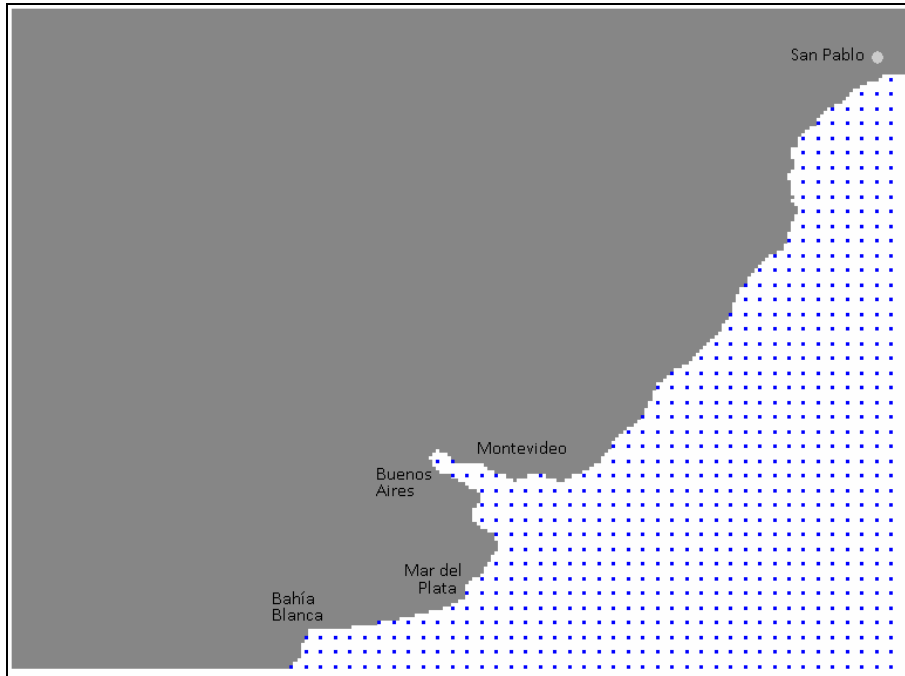 San Pablo
Montevideo
Buenos
Aires
Mar del
Plata
Bahía
Blanca